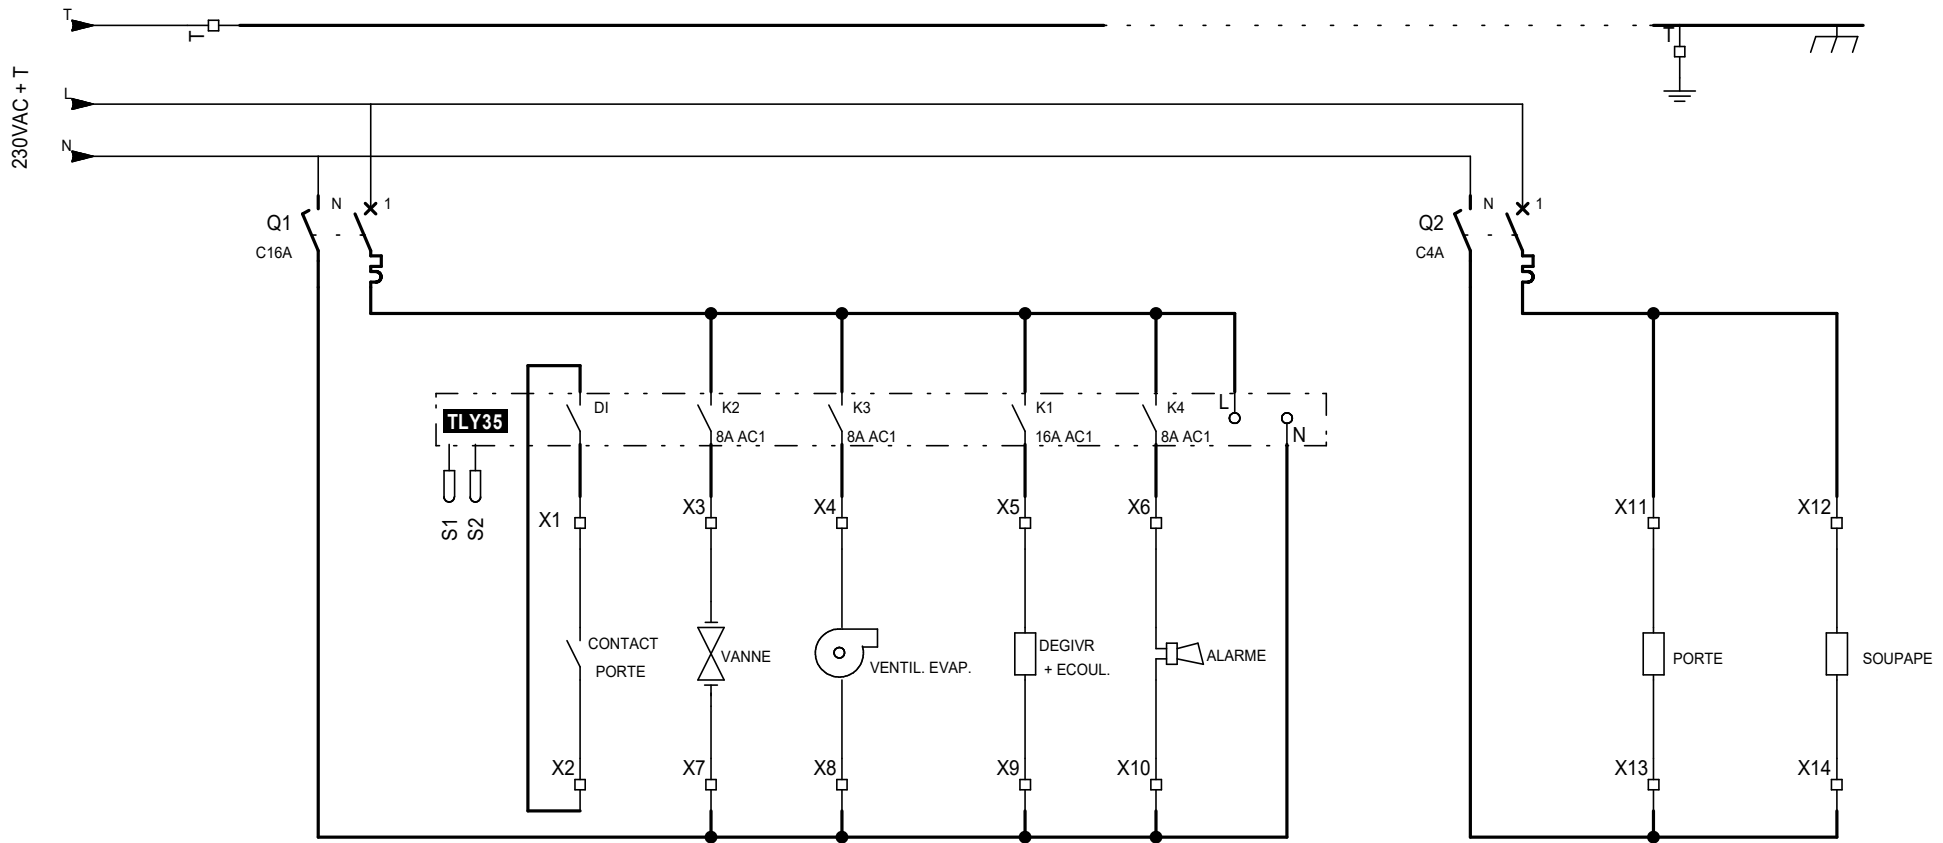 T
T
T
L
N
230VAC + T
Q1
C16A
N
1
Q2
C4A
N
1
TLY35
DI
K2
8A AC1
K3
8A AC1
K1
16A AC1
K4
8A AC1
L
N
S1
S2
X1
X3
X4
X5
X6
X11
X12
CONTACT
PORTE
VANNE
VENTIL. EVAP.
DEGIVR
+ ECOUL.
ALARME
PORTE
SOUPAPE
X2
X7
X8
X9
X10
X13
X14